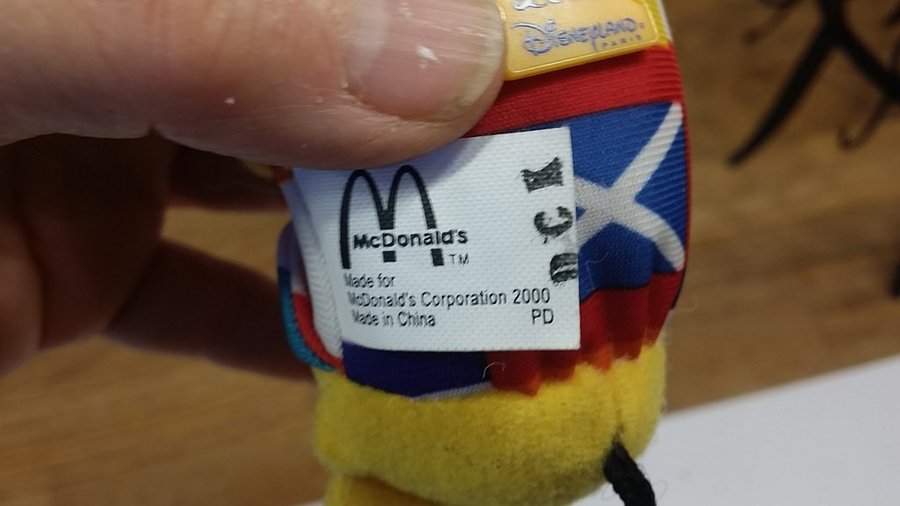 Disneyland
PARIS
McDonald's
TM
Made for
McDonald's Corporation 2000
Made in China
PD